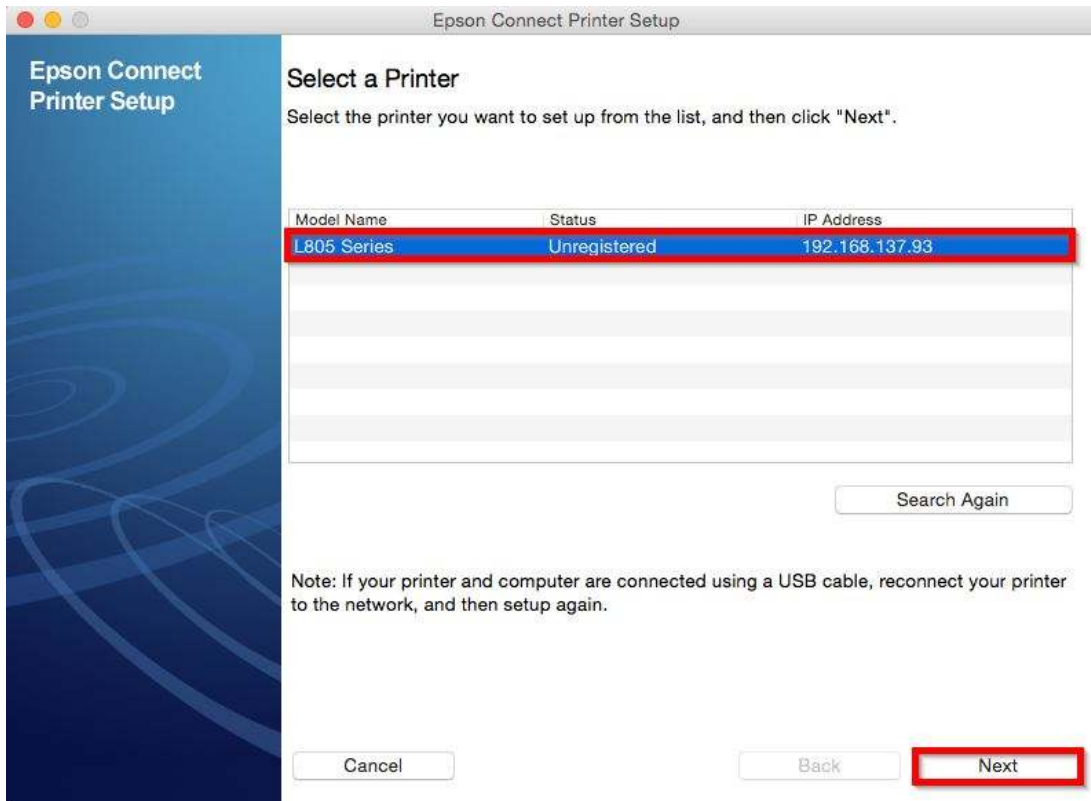 Epson Connect Printer Setup
Epson Connect
Printer Setup
Select a Printer
Select the printer you want to set up from the list, and then click "Next".
Model Name Status IP Address
L805 Series Unregistered 192.168.137.93
Search Again
Note: If your printer and computer are connected using a USB cable, reconnect your printer
to the network, and then setup again.
Cancel Back Next